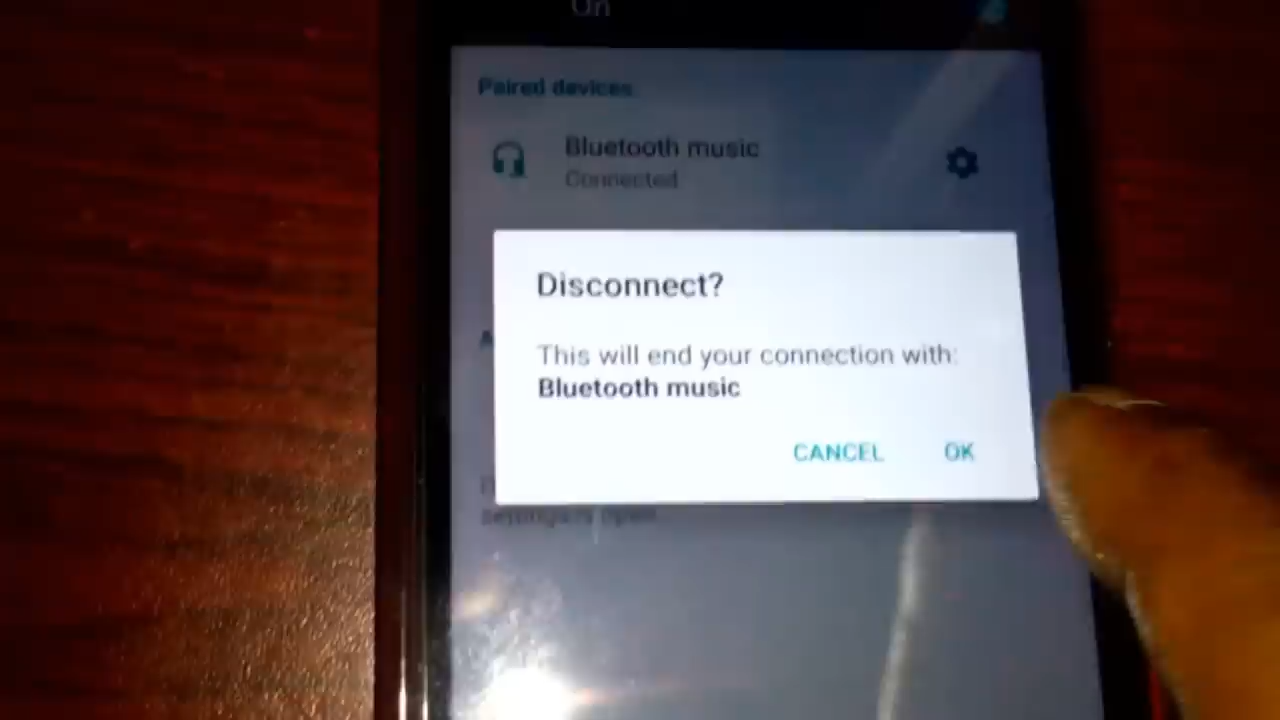 On
Paired devices
Bluetooth music
Connected
Disconnect?
This will end your connection with:
Bluetooth music
CANCEL OK